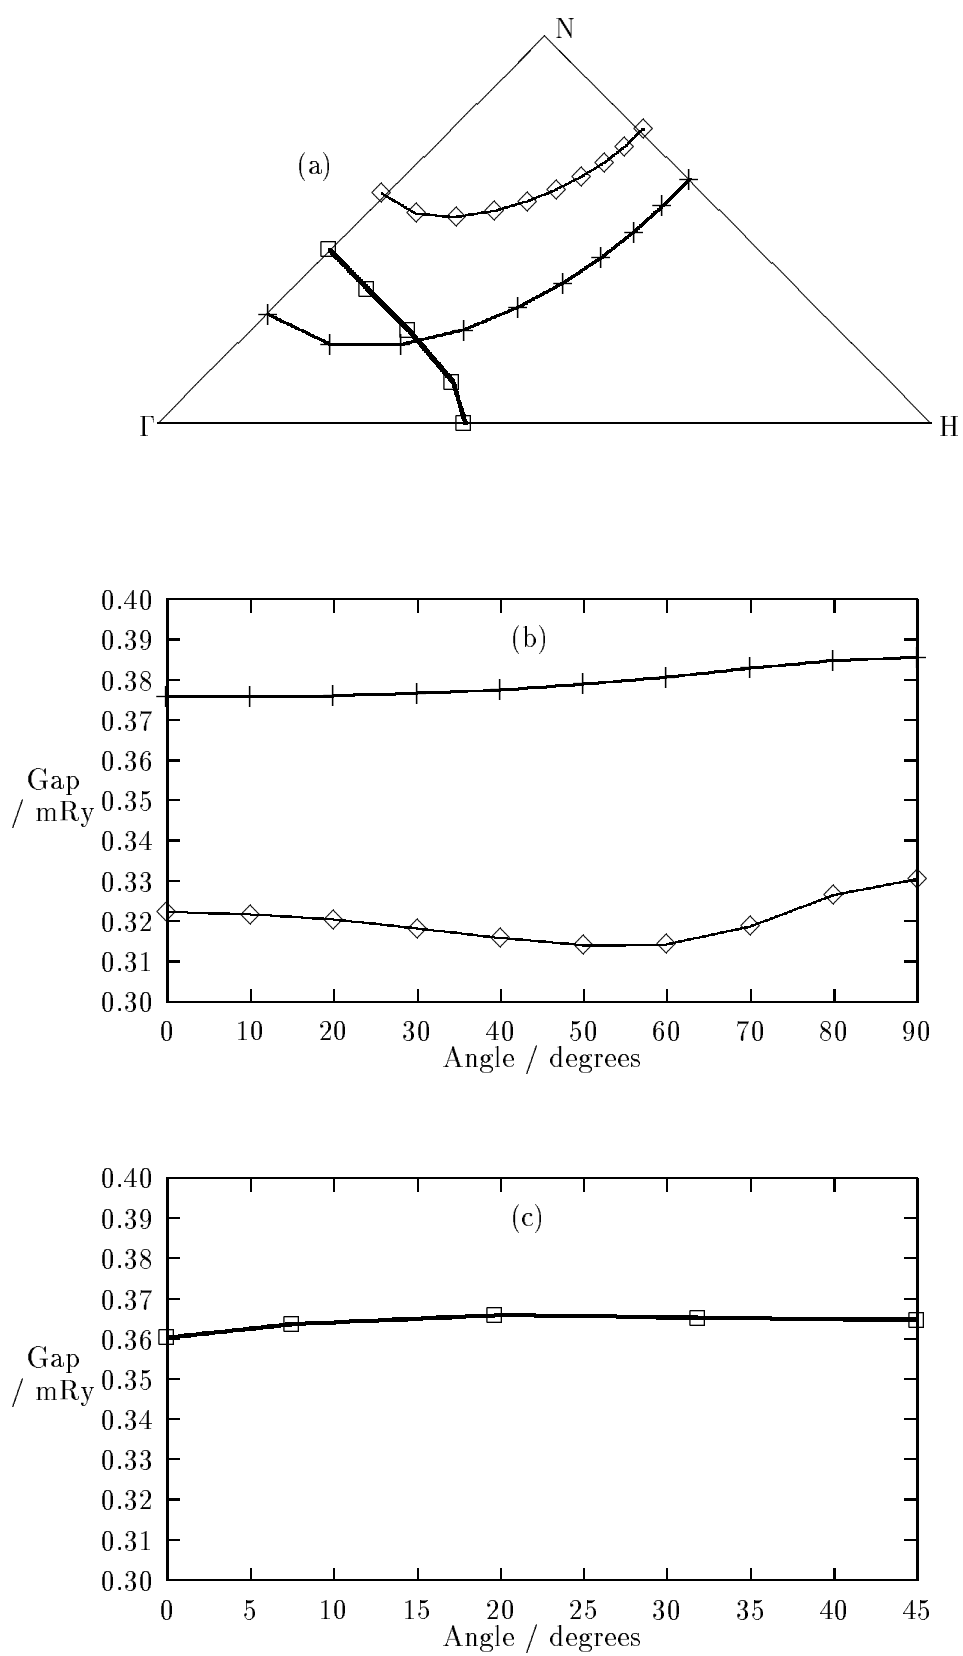 N
(a)
Γ
H
0.40
0.39
(b)
0.38
0.37
0.36
Gap
/ mRy
0.35
0.34
0.33
0.32
0.31
0.30
0 10 20 30 40 50 60 70 80 90
Angle / degrees
0.40
0.39
(c)
0.38
0.37
0.36
Gap
/ mRy
0.35
0.34
0.33
0.32
0.31
0.30
0 5 10 15 20 25 30 35 40 45
Angle / degrees